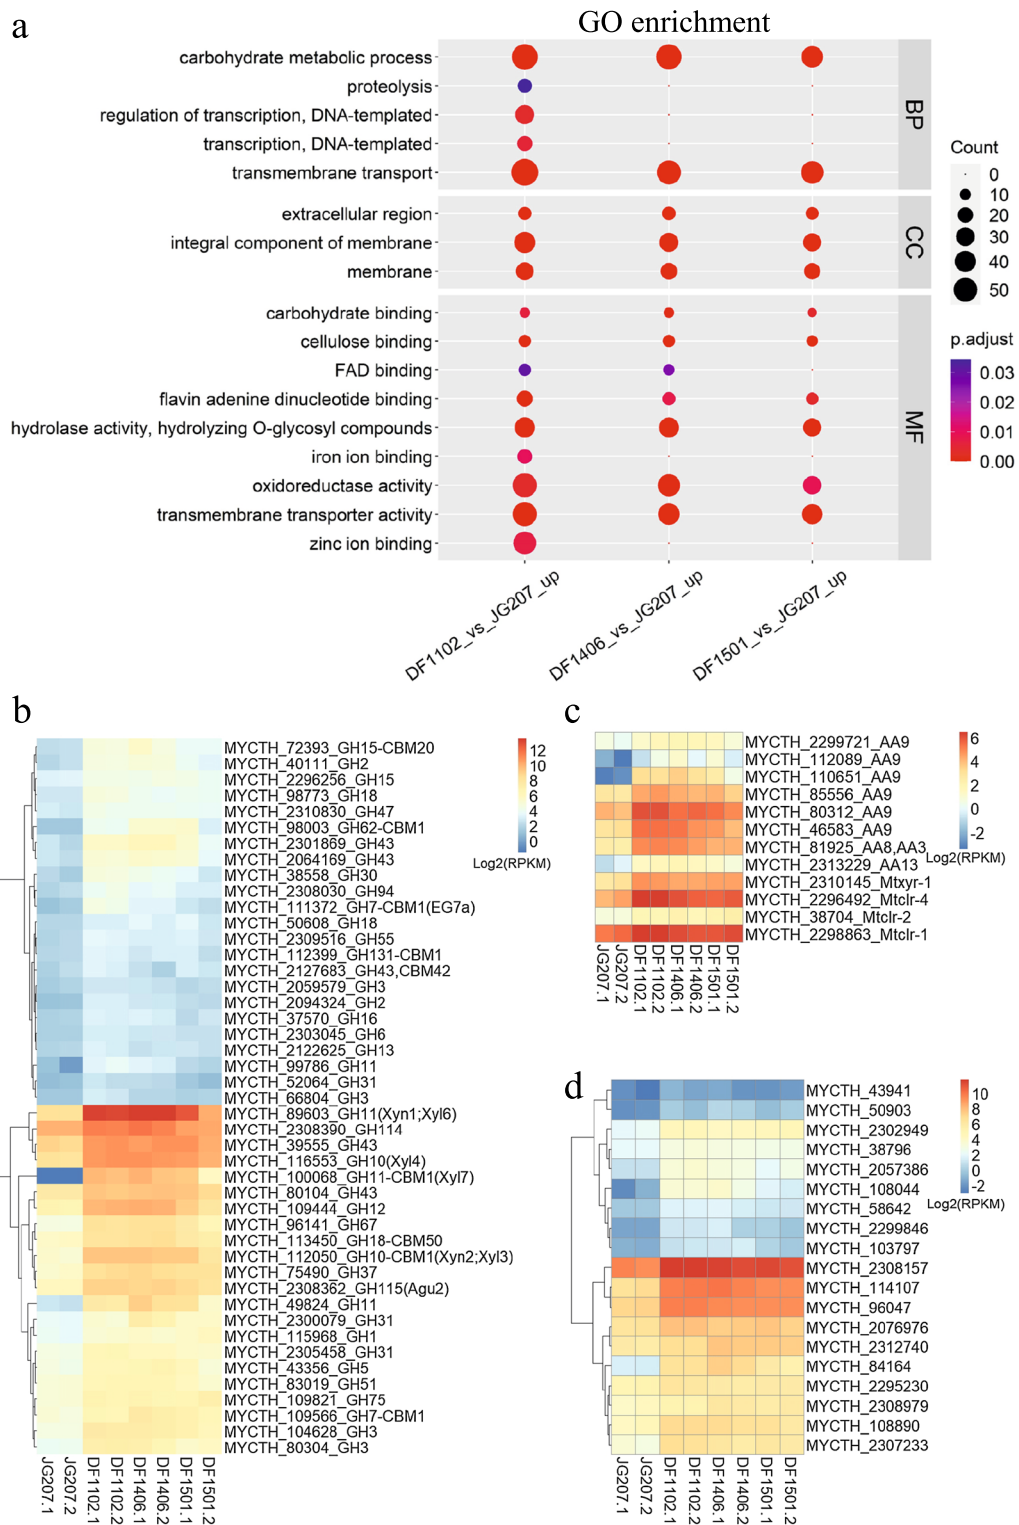 a
GO enrichment
carbohydrate metabolic process
proteolysis
regulation of transcription, DNA-templated
transcription, DNA-templated
transmembrane transport
BP
extracellular region
integral component of membrane
membrane
CC
carbohydrate binding
cellulose binding
FAD binding
flavin adenine dinucleotide binding
hydrolase activity, hydrolyzing O-glycosyl compounds
iron ion binding
oxidoreductase activity
transmembrane transporter activity
zinc ion binding
MF
DF1102_vs_JG207_up
DF1406_vs_JG207_up
DF1501_vs_JG207_up
Count
0
10
20
30
40
50
p.adjust
0.03
0.02
0.01
0.00
b
MYCTH_72393_GH15-CBM20
MYCTH_40111_GH2
MYCTH_2296256_GH15
MYCTH_98773_GH18
MYCTH_2310830_GH47
MYCTH_98003_GH62-CBM1
MYCTH_2301869_GH43
MYCTH_2064169_GH43
MYCTH_38558_GH30
MYCTH_2308030_GH94
MYCTH_111372_GH7-CBM1(EG7a)
MYCTH_50608_GH18
MYCTH_2309516_GH55
MYCTH_112399_GH131-CBM1
MYCTH_2127683_GH43,CBM42
MYCTH_2059579_GH3
MYCTH_2094324_GH2
MYCTH_37570_GH16
MYCTH_2303045_GH6
MYCTH_2122625_GH13
MYCTH_99786_GH11
MYCTH_52064_GH31
MYCTH_66804_GH3
MYCTH_89603_GH11(Xyn1;Xyl6)
MYCTH_2308390_GH114
MYCTH_39555_GH43
MYCTH_116553_GH10(Xyl4)
MYCTH_100068_GH11-CBM1(Xyl7)
MYCTH_80104_GH43
MYCTH_109444_GH12
MYCTH_96141_GH67
MYCTH_113450_GH18-CBM50
MYCTH_112050_GH10-CBM1(Xyn2;Xyl3)
MYCTH_75490_GH37
MYCTH_2308362_GH115(Agu2)
MYCTH_49824_GH11
MYCTH_2300079_GH31
MYCTH_115968_GH1
MYCTH_2305458_GH31
MYCTH_43356_GH5
MYCTH_83019_GH51
MYCTH_109821_GH75
MYCTH_109566_GH7-CBM1
MYCTH_104628_GH3
MYCTH_80304_GH3
JG207.1
JG207.2
DF1102.1
DF1102.2
DF1406.1
DF1406.2
DF1501.1
DF1501.2
12
10
8
6
4
2
0
Log2(RPKM)
c
MYCTH_2299721_AA9
MYCTH_112089_AA9
MYCTH_110651_AA9
MYCTH_85556_AA9
MYCTH_80312_AA9
MYCTH_46583_AA9
MYCTH_81925_AA8,AA3
MYCTH_2313229_AA13
MYCTH_2310145_Mtxyr-1
MYCTH_2296492_Mtclr-4
MYCTH_38704_Mtclr-2
MYCTH_2298863_Mtclr-1
JG207.1
JG207.2
DF1102.1
DF1102.2
DF1406.1
DF1406.2
DF1501.1
DF1501.2
6
4
2
0
-2
Log2(RPKM)
d
MYCTH_43941
MYCTH_50903
MYCTH_2302949
MYCTH_38796
MYCTH_2057386
MYCTH_108044
MYCTH_58642
MYCTH_2299846
MYCTH_103797
MYCTH_2308157
MYCTH_114107
MYCTH_96047
MYCTH_2076976
MYCTH_2312740
MYCTH_84164
MYCTH_2295230
MYCTH_2308979
MYCTH_108890
MYCTH_2307233
JG207.1
JG207.2
DF1102.1
DF1102.2
DF1406.1
DF1406.2
DF1501.1
DF1501.2
10
8
6
4
2
0
-2
Log2(RPKM)